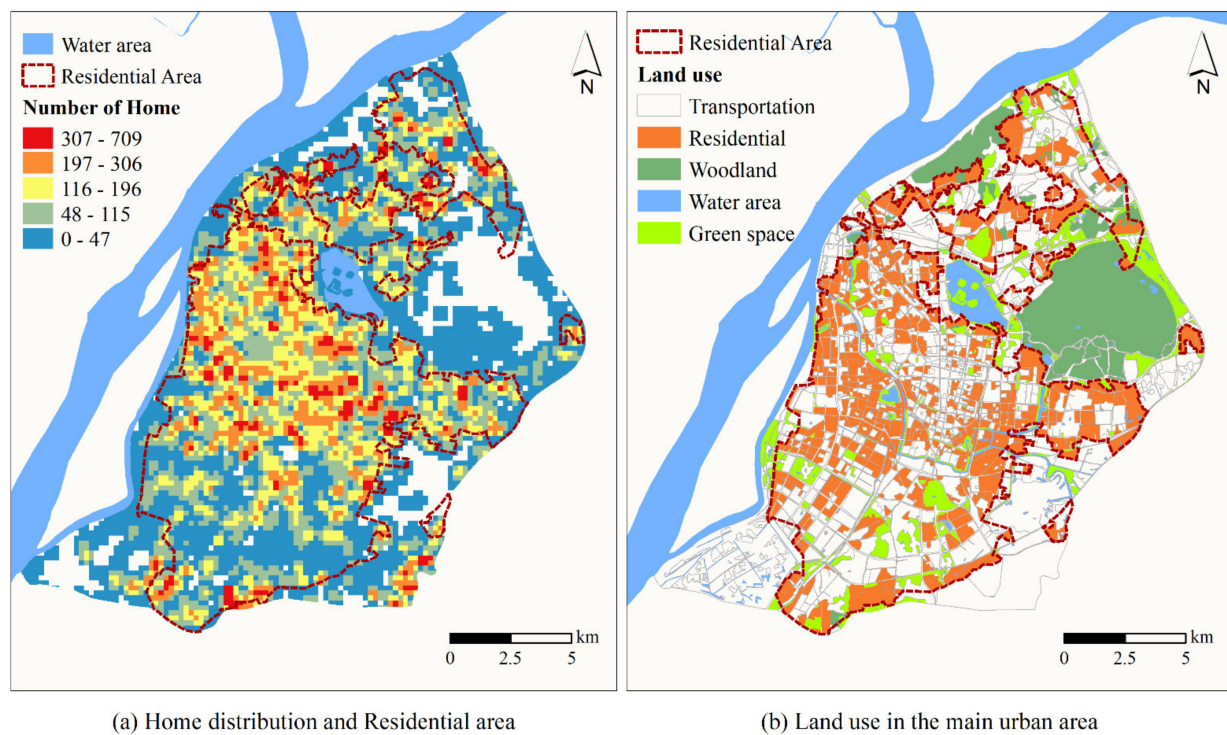 Water area
Residential Area
Number of Home
307 - 709
197 - 306
116 - 196
48 - 115
0 - 47
N
km
0 2.5 5
(a) Home distribution and Residential area
Residential Area
Land use
Transportation
Residential
Woodland
Water area
Green space
N
km
0 2.5 5
(b) Land use in the main urban area